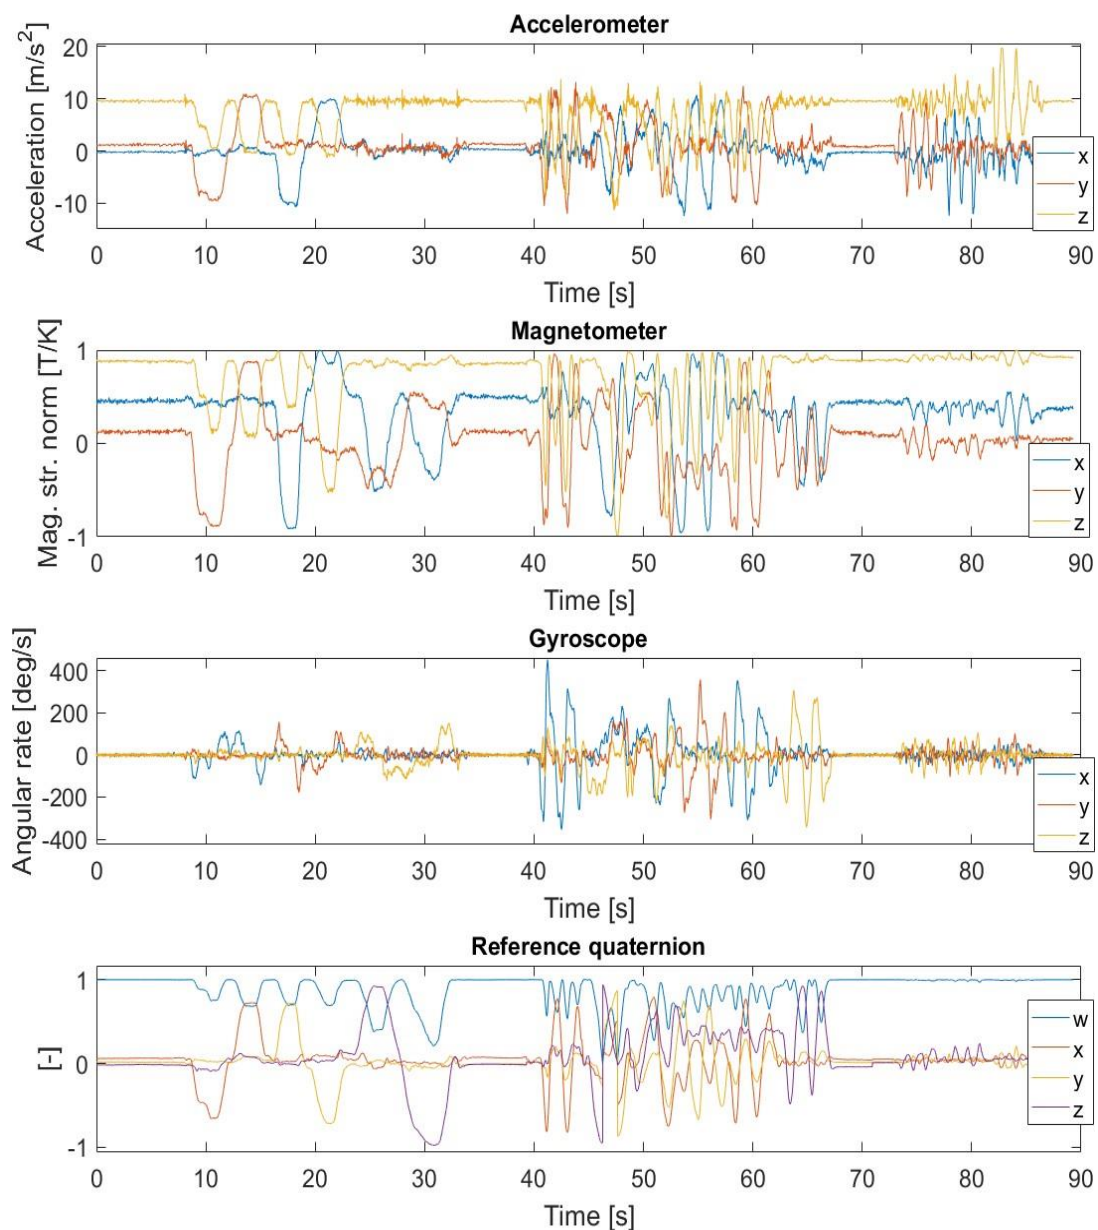 Accelerometer
Acceleration [m/s²]
20
10
0
-10
0 10 20 30 40 50 60 70 80 90
Time [s]
x
y
z
Magnetometer
Mag. str. norm [T/K]
1
0
-1
0 10 20 30 40 50 60 70 80 90
Time [s]
x
y
z
Gyroscope
Angular rate [deg/s]
400
200
0
-200
-400
0 10 20 30 40 50 60 70 80 90
Time [s]
x
y
z
Reference quaternion
[-]
1
0
-1
0 10 20 30 40 50 60 70 80 90
Time [s]
w
x
y
z